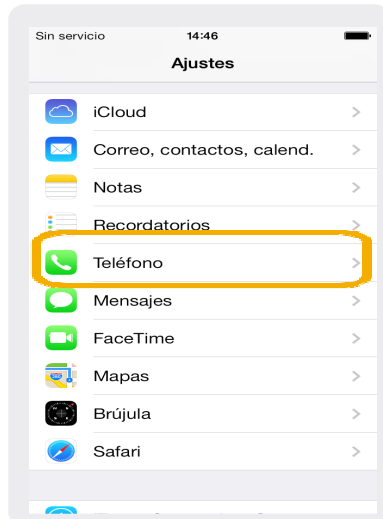 Sin servicio 14:46
Ajustes
iCloud
Correo, contactos, calend.
Notas
Recordatorios
Teléfono
Mensajes
FaceTime
Mapas
Brújula
Safari